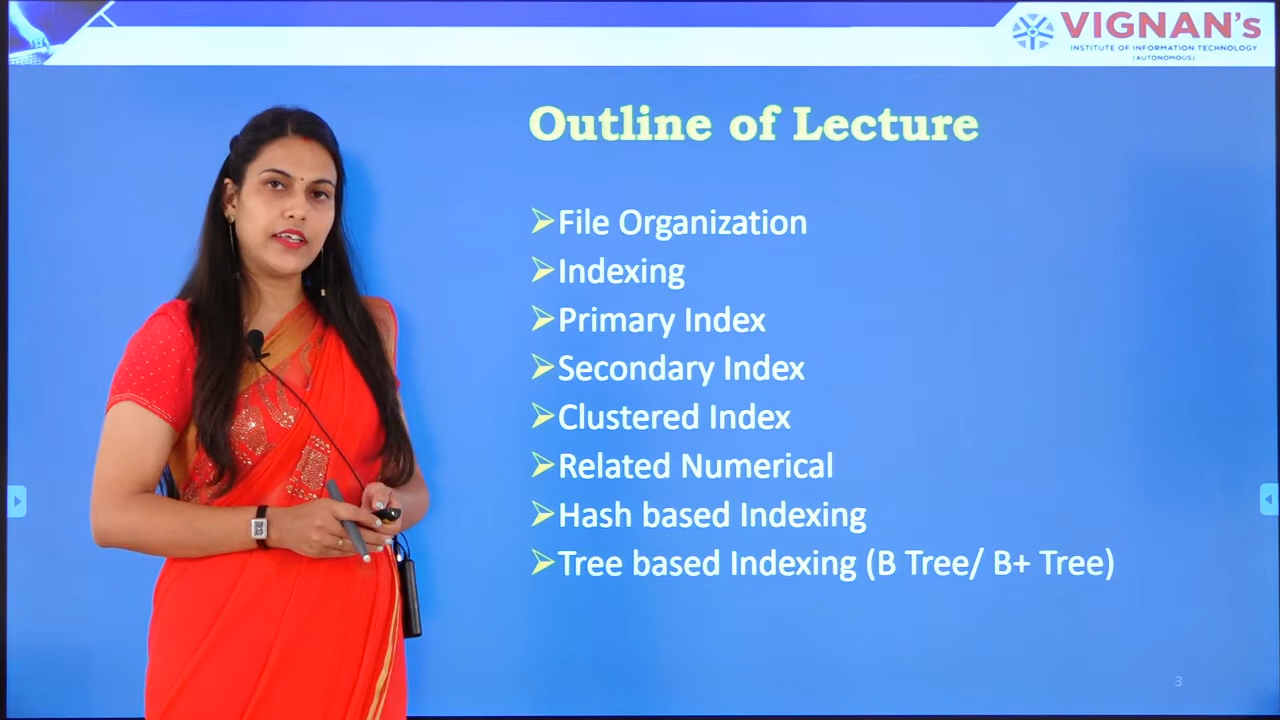 VIGNAN's
INSTITUTE OF INFORMATION TECHNOLOGY
(AUTONOMOUS)
Outline of Lecture
File Organization
Indexing
Primary Index
Secondary Index
Clustered Index
Related Numerical
Hash based Indexing
Tree based Indexing (B Tree/ B+ Tree)
3